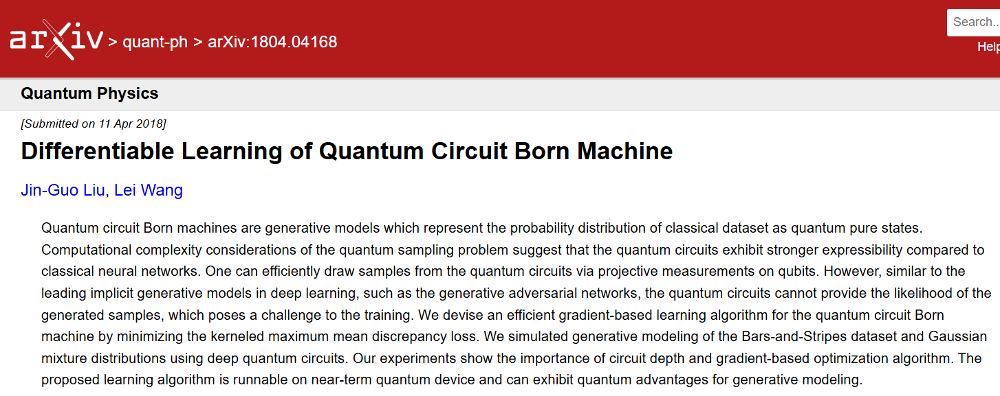 arXiv > quant-ph > arXiv:1804.04168
Search...
Help
Quantum Physics
[Submitted on 11 Apr 2018]
Differentiable Learning of Quantum Circuit Born Machine
Jin-Guo Liu, Lei Wang
Quantum circuit Born machines are generative models which represent the probability distribution of classical dataset as quantum pure states.
Computational complexity considerations of the quantum sampling problem suggest that the quantum circuits exhibit stronger expressibility compared to
classical neural networks. One can efficiently draw samples from the quantum circuits via projective measurements on qubits. However, similar to the
leading implicit generative models in deep learning, such as the generative adversarial networks, the quantum circuits cannot provide the likelihood of the
generated samples, which poses a challenge to the training. We devise an efficient gradient-based learning algorithm for the quantum circuit Born
machine by minimizing the kerneled maximum mean discrepancy loss. We simulated generative modeling of the Bars-and-Stripes dataset and Gaussian
mixture distributions using deep quantum circuits. Our experiments show the importance of circuit depth and gradient-based optimization algorithm. The
proposed learning algorithm is runnable on near-term quantum device and can exhibit quantum advantages for generative modeling.